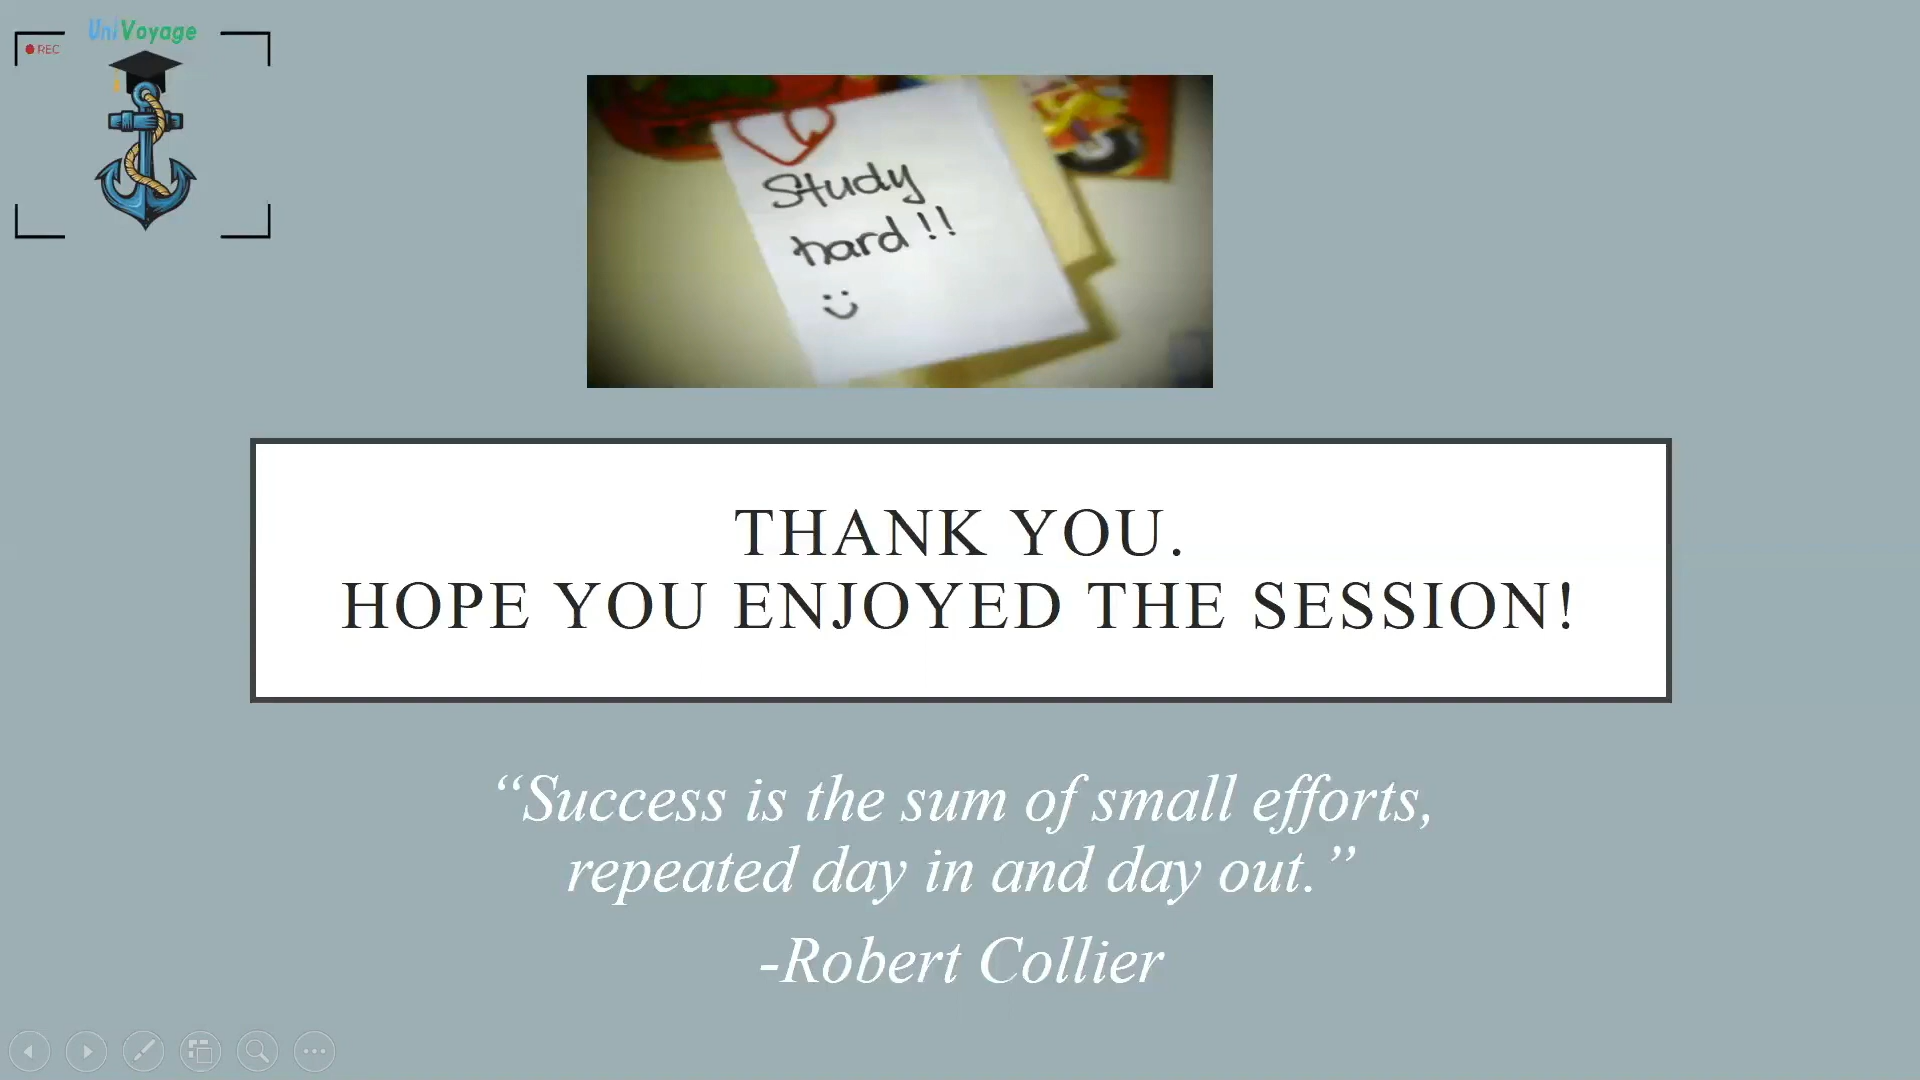 UniVoyage
REC
Study
hard!!
THANK YOU.
HOPE YOU ENJOYED THE SESSION!
“Success is the sum of small efforts,
repeated day in and day out.”
-Robert Collier